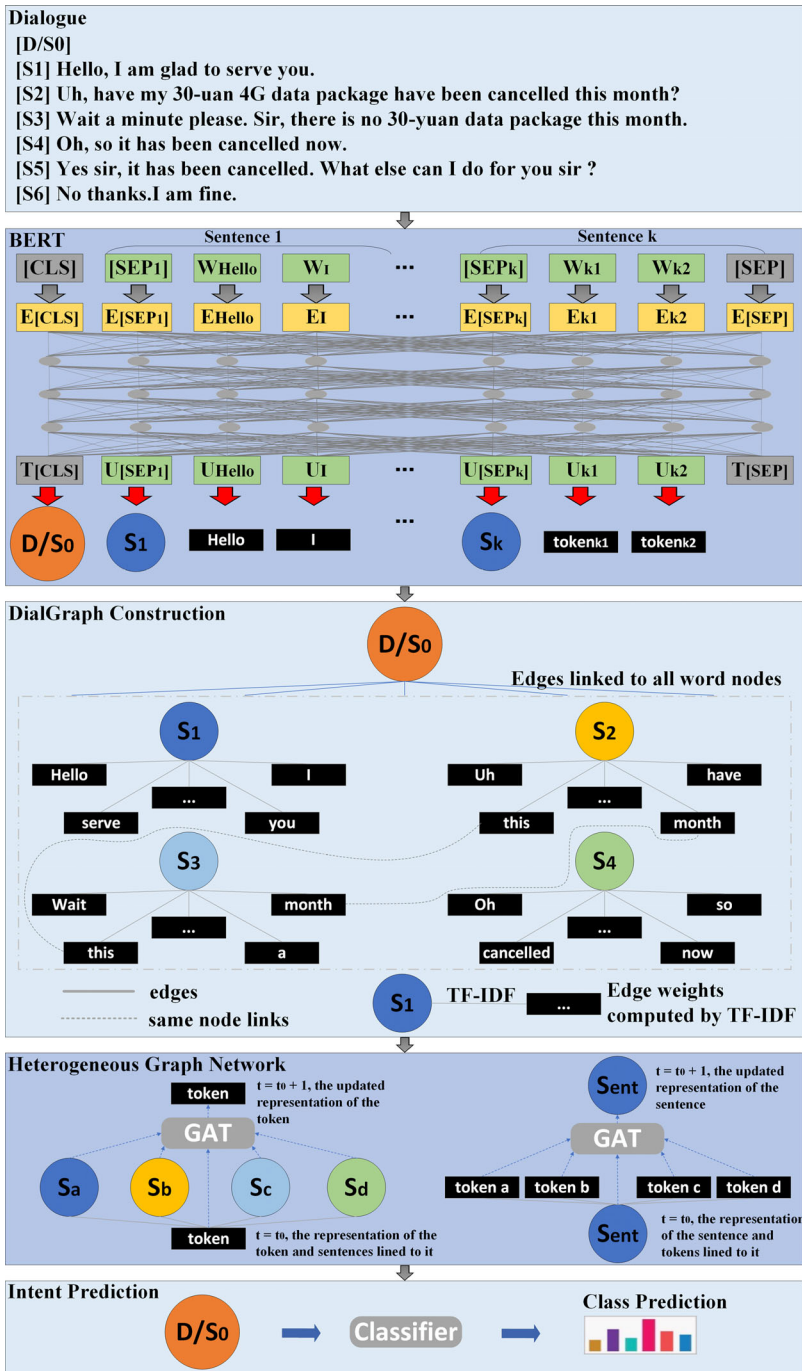 Dialogue
[D/S0]
[S1] Hello, I am glad to serve you.
[S2] Uh, have my 30-uan 4G data package have been cancelled this month?
[S3] Wait a minute please. Sir, there is no 30-yuan data package this month.
[S4] Oh, so it has been cancelled now.
[S5] Yes sir, it has been cancelled. What else can I do for you sir ?
[S6] No thanks.I am fine.
BERT
Sentence 1 Sentence k
[CLS] [SEP1] WHello WI ... [SEPk] Wk1 Wk2 [SEP]
E[CLS] E[SEP1] EHello EI ... E[SEPk] Ek1 Ek2 E[SEP]
T[CLS] U[SEP1] UHello UI ... U[SEPk] Uk1 Uk2 T[SEP]
D/S0 S1 Hello I ... Sk tokenk1 tokenk2
DialGraph Construction
D/S0
Edges linked to all word nodes
S1 S2
Hello I Uh have
... ...
serve you this month
S3 S4
Wait month Oh so
... ...
this a cancelled now
edges
same node links
S1 TF-IDF ... Edge weights
computed by TF-IDF
Heterogeneous Graph Network
token
t = t0 + 1, the updated
representation of the
token
GAT
Sa Sb Sc Sd
token
t = t0, the representation of the
token and sentences lined to it
Sent
t = t0 + 1, the updated
representation of the
sentence
GAT
token a token b token c token d
Sent
t = t0, the representation
of the sentence and
tokens lined to it
Intent Prediction
D/S0 Classifier Class Prediction